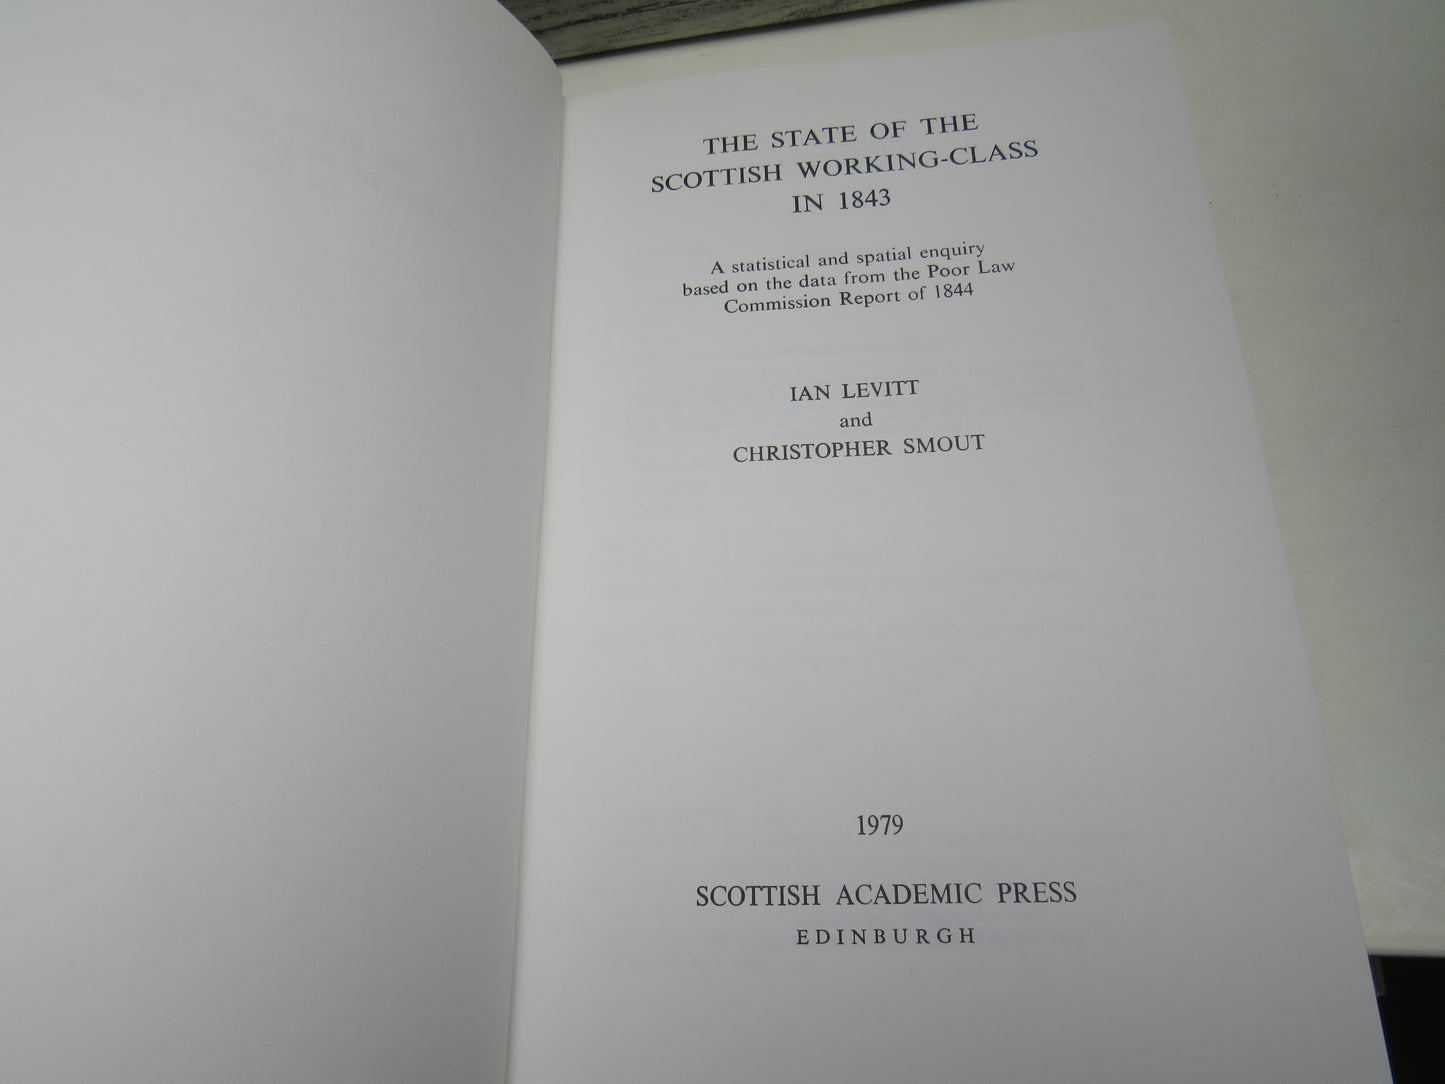 THE STATE OF THE
SCOTTISH WORKING-CLASS
IN 1843
A statistical and spatial enquiry
based on the data from the Poor Law
Commission Report of 1844
IAN LEVITT
and
CHRISTOPHER SMOUT
1979
SCOTTISH ACADEMIC PRESS
EDINBURGH